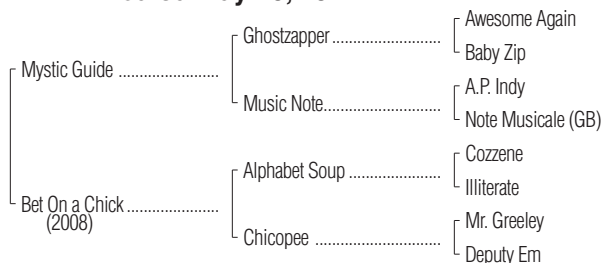 Awesome Again
Ghostzapper
Baby Zip
Mystic Guide
A.P. Indy
Music Note
Note Musicale (GB)
Cozzene
Alphabet Soup
Illiterate
Bet On a Chick
(2008)
Mr. Greeley
Chicopee
Deputy Em